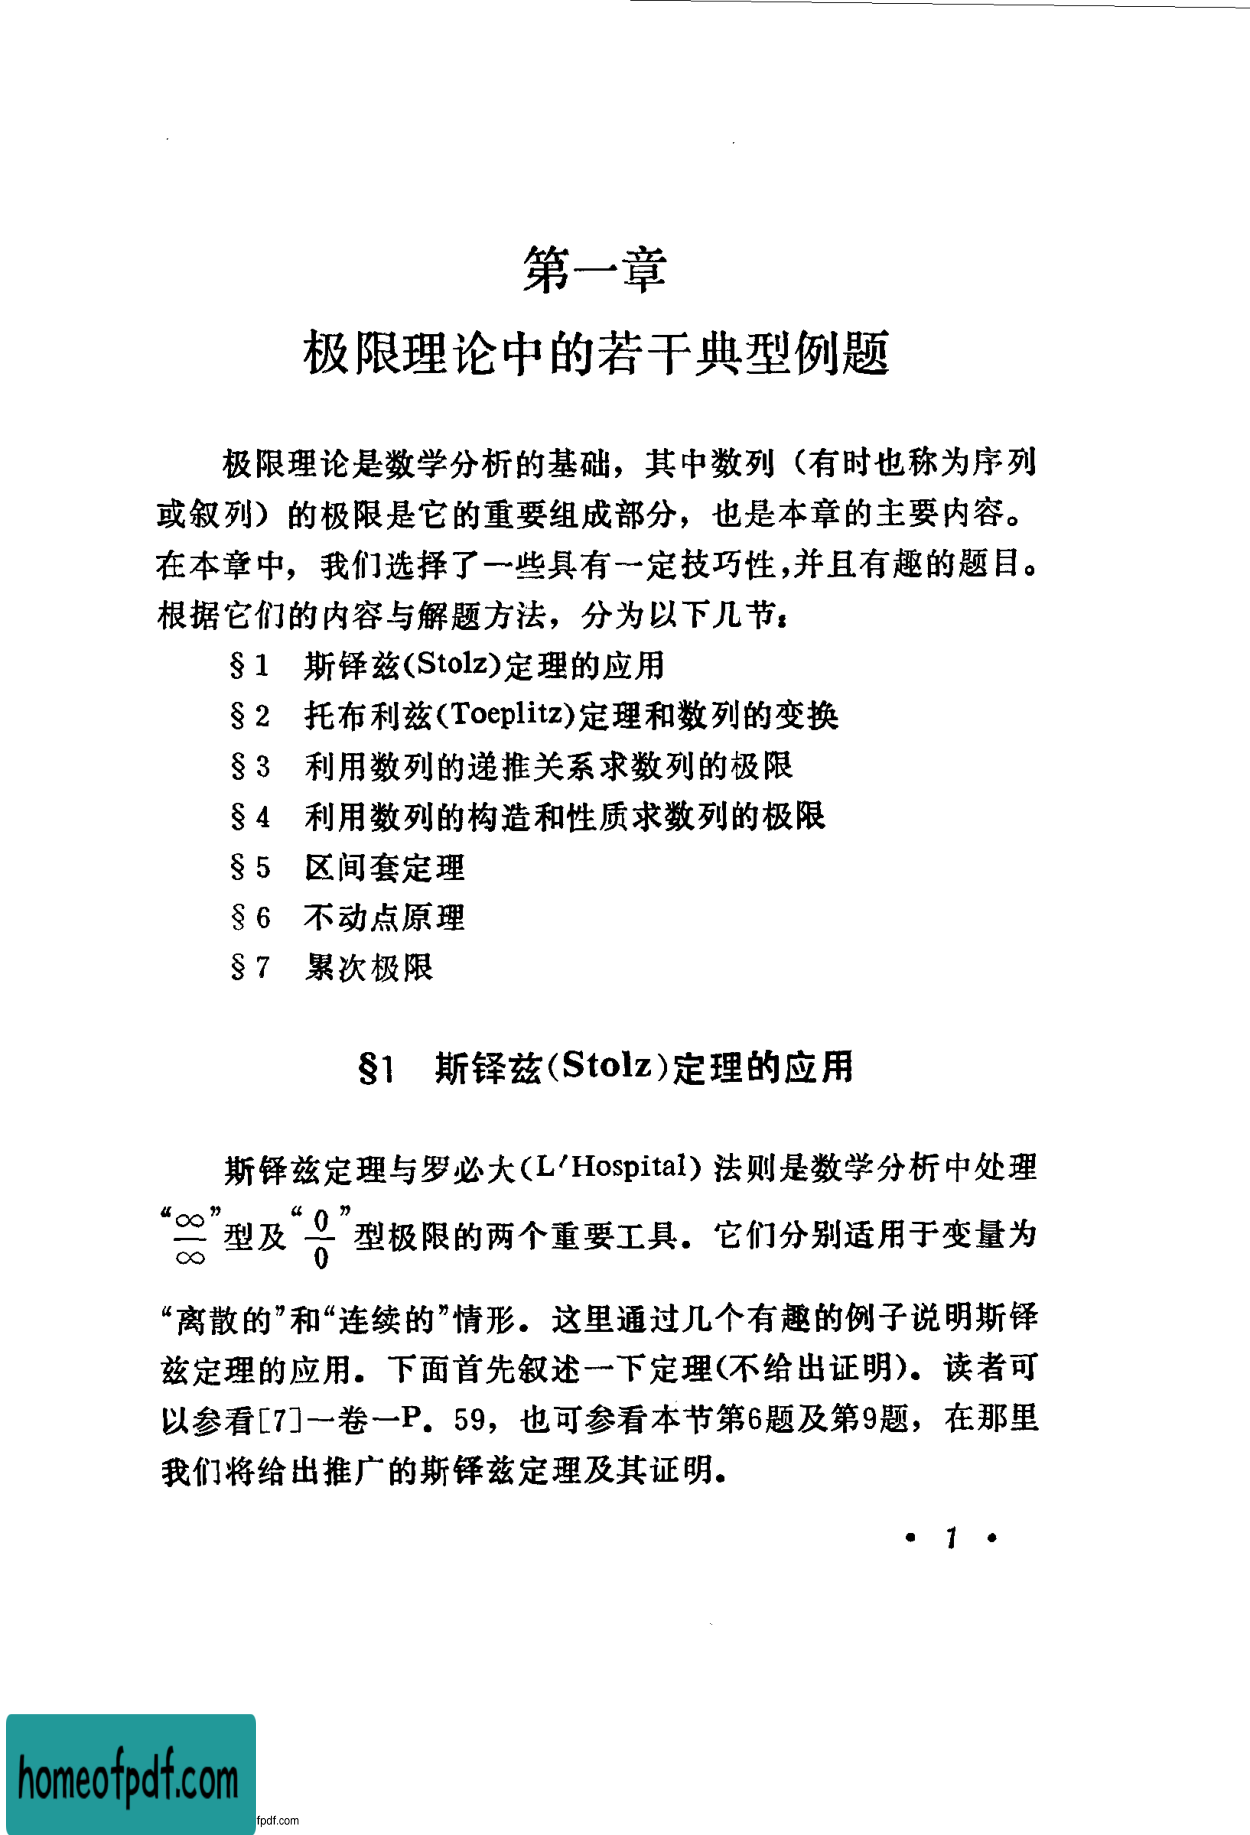 第一章
极限理论中的若干典型例题
极限理论是数学分析的基础，其中数列（有时也称为序列
或叙列）的极限是它的重要组成部分，也是本章的主要内容。
在本章中，我们选择了一些具有一定技巧性，并且有趣的题目。
根据它们的内容与解题方法，分为以下几节：
§1 斯铎兹(Stolz)定理的应用
§2 托布利兹(Toeplitz)定理和数列的变换
§3 利用数列的递推关系求数列的极限
§4 利用数列的构造和性质求数列的极限
§5 区间套定理
§6 不动点原理
§7 累次极限
§1 斯铎兹(Stolz)定理的应用
斯铎兹定理与罗必大(L′Hospital)法则是数学分析中处理
“∞/∞”型及“0/0”型极限的两个重要工具．它们分别适用于变量为
“离散的”和“连续的”情形．这里通过几个有趣的例子说明斯铎
兹定理的应用。下面首先叙述一下定理(不给出证明)。读者可
以参看[7]一卷一P．59，也可参看本节第6题及第9题，在那里
我们将给出推广的斯铎兹定理及其证明．
• 1 •
homeofpdf.com
fpdf.com